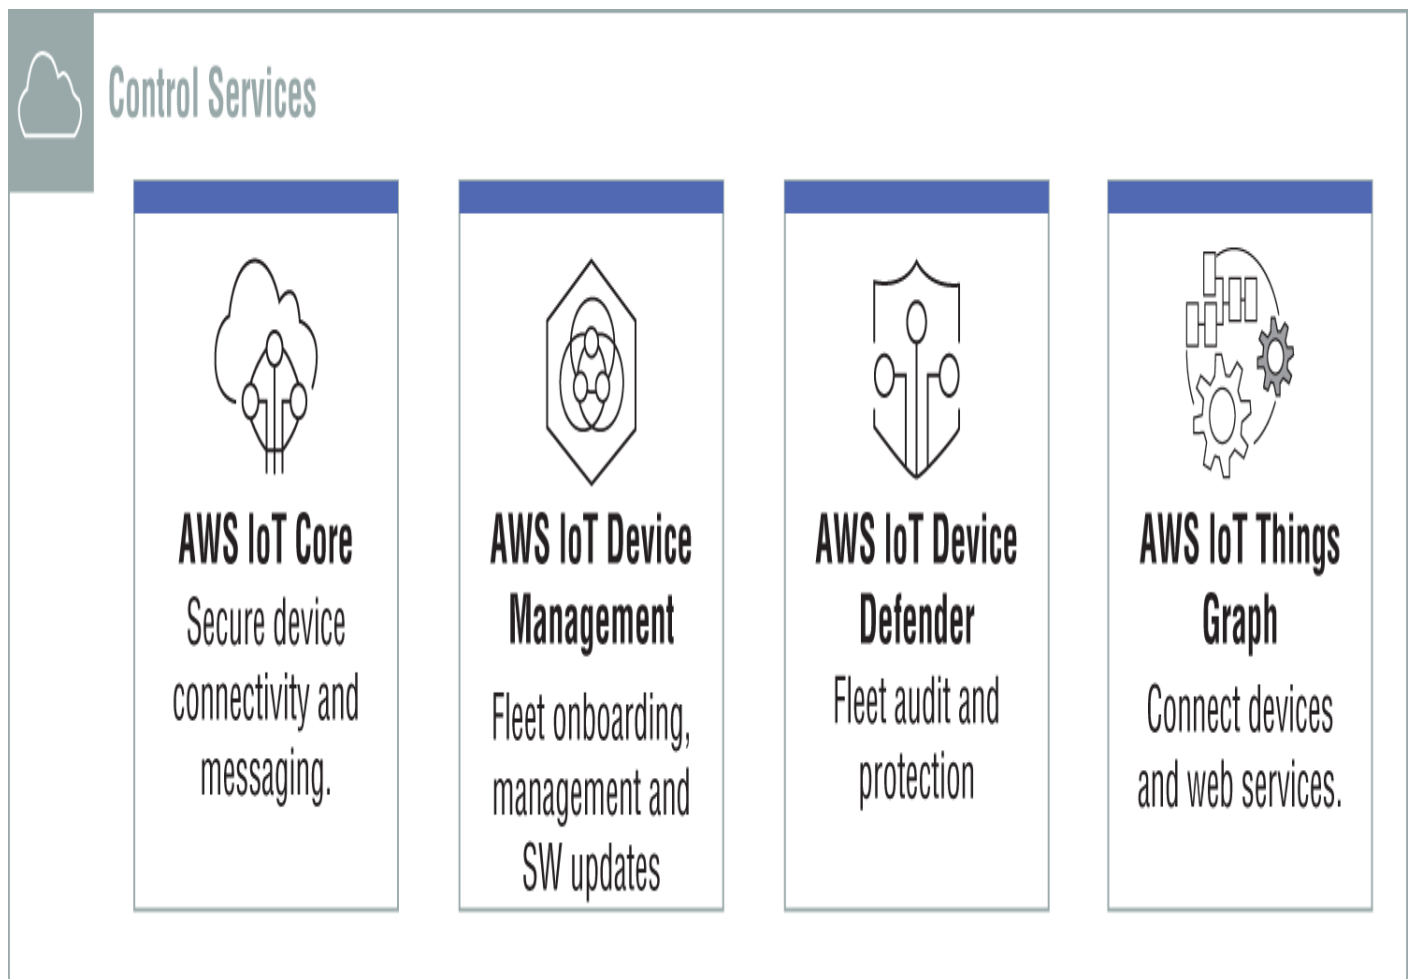 Control Services
AWS IoT Core
Secure device
connectivity and
messaging.
AWS IoT Device
Management
Fleet onboarding,
management and
SW updates
AWS IoT Device
Defender
Fleet audit and
protection
AWS IoT Things
Graph
Connect devices
and web services.